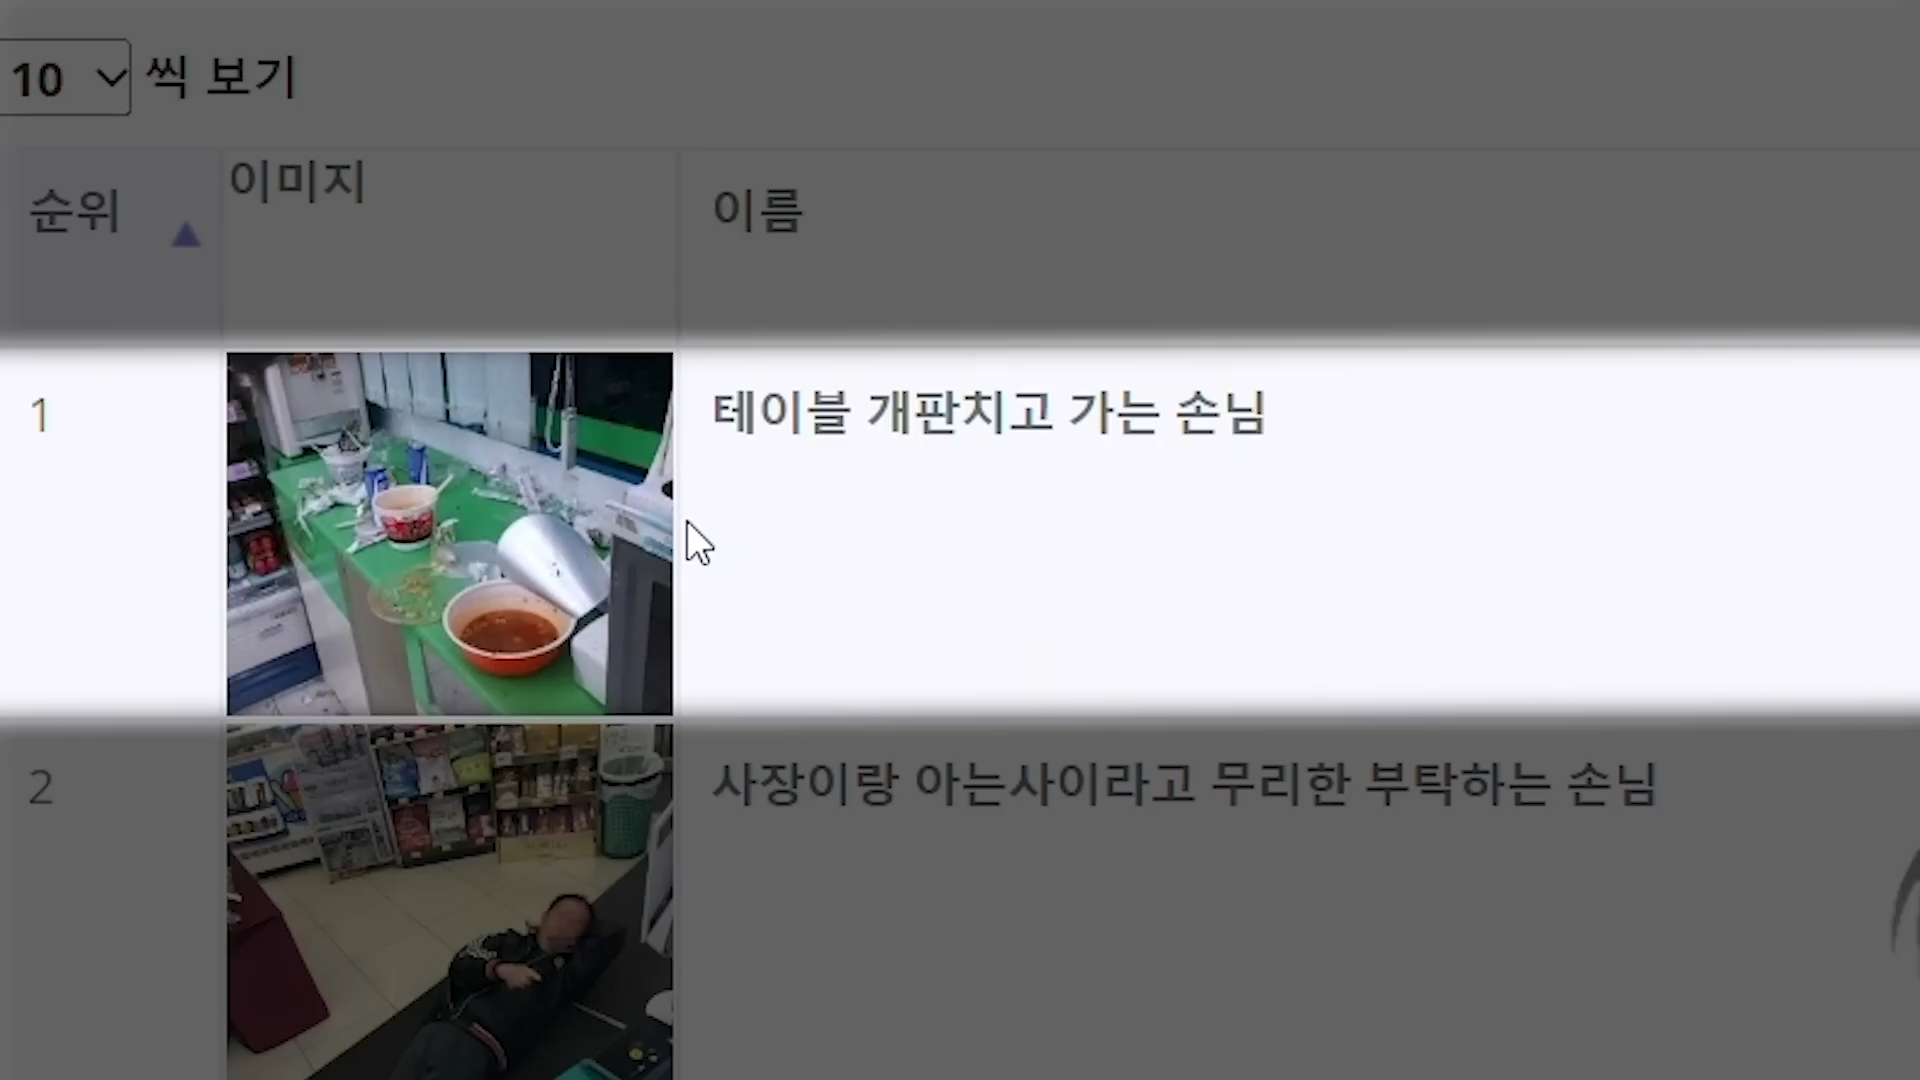 10 씩 보기
순위 이미지 이름
1 테이블 개판치고 가는 손님
2 사장이랑 아는사이라고 무리한 부탁하는 손님